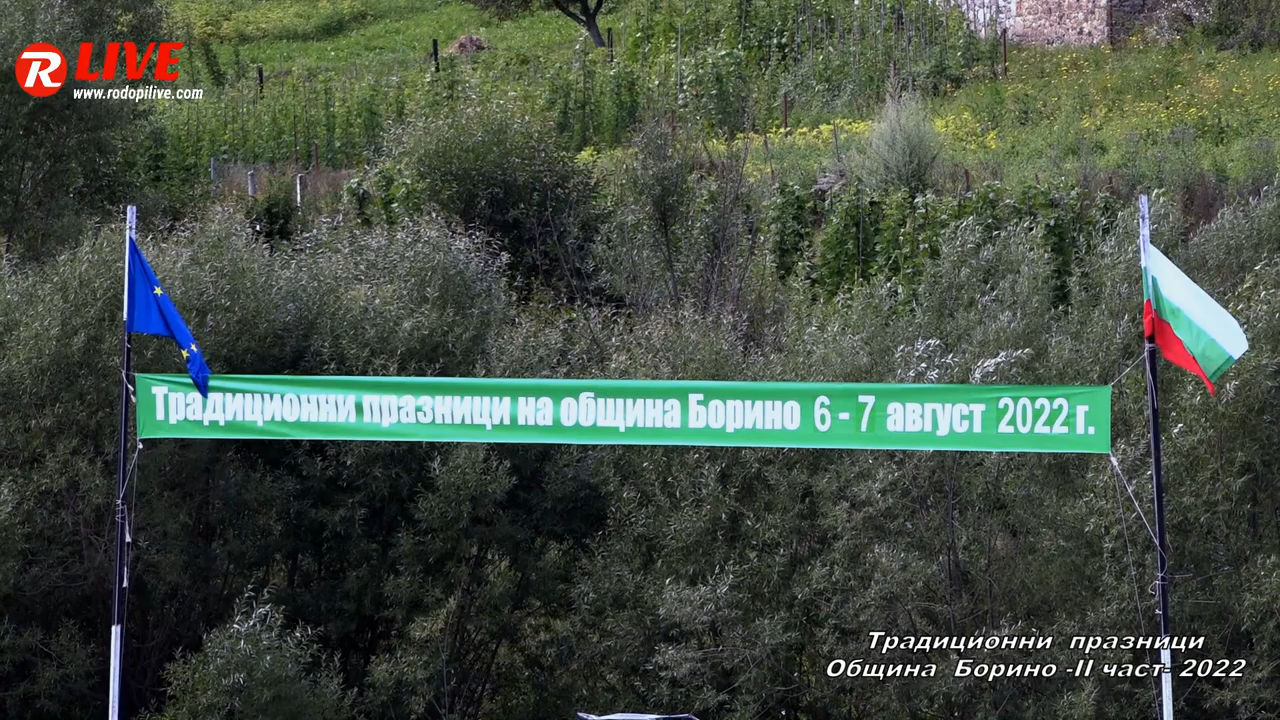 R LIVE
www.rodopilive.com
Традиционни празници на община Борино 6 - 7 август 2022 г.
Традиционни празници
Община Борино -II част- 2022